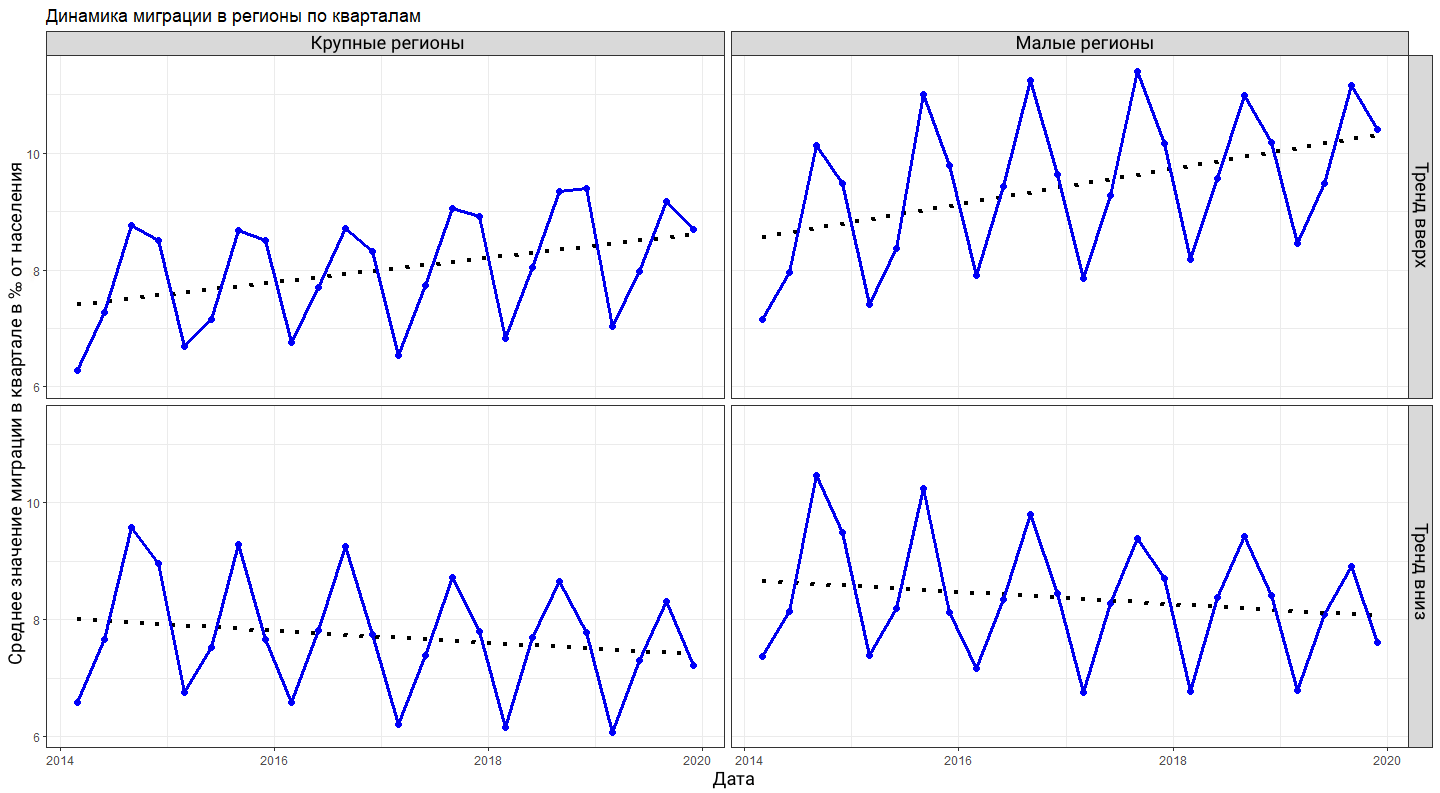 Динамика миграции в регионы по кварталам
Крупные регионы
Малые регионы
Среднее значение миграции в квартале в ‰ от населения
10
8
6
Тренд вверх
10
8
6
Тренд вниз
2014
2016
2018
2020
2014
2016
2018
2020
Дата